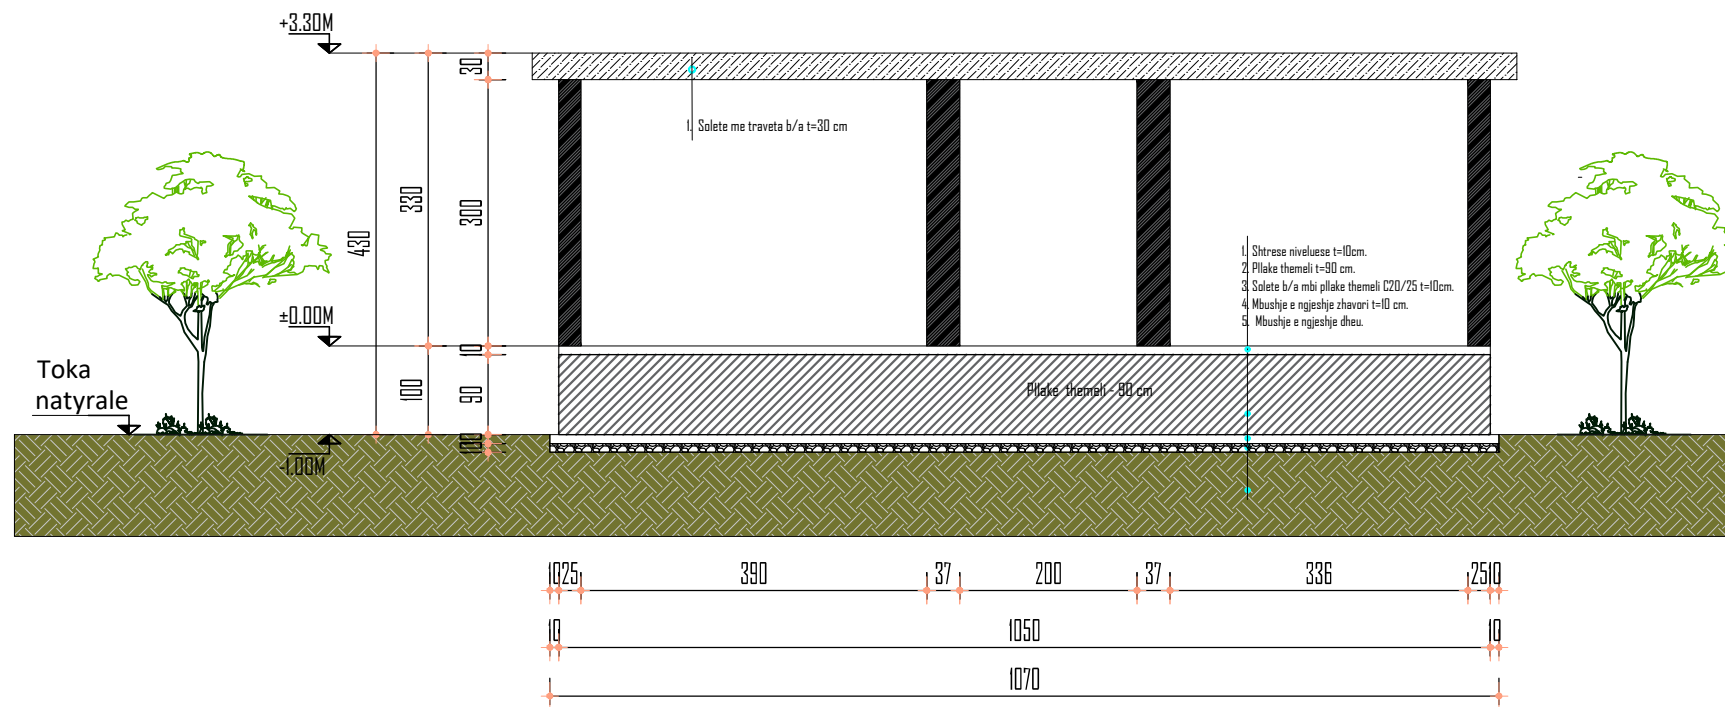 +3.30M
30
1. Solete me traveta b/a t=30 cm
330
300
430
1. Shtrese niveluese t=10cm.
2. Pllake themeli t=90 cm.
3. Solete b/a mbi pllake themeli C20/25 t=10cm.
4. Mbushje e ngjeshje zhavori t=10 cm.
5. Mbushje e ngjeshje dheu.
±0.00M
10
Toka
natyrale
100
90
Pllake themeli - 90 cm
-1.00M
10 25 390 37 200 37 336 25 10
10 1050 10
1070